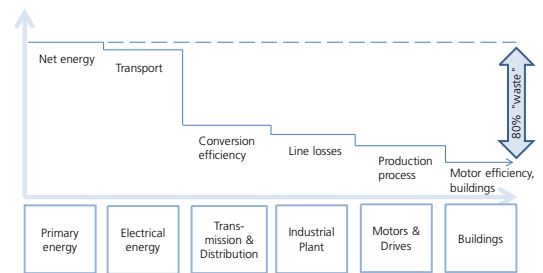 Net energy
Transport
Conversion
efficiency
Line losses
Production
process
Motor efficiency,
buildings
80% "waste"
Primary
energy
Electrical
energy
Trans-
mission &
Distribution
Industrial
Plant
Motors &
Drives
Buildings